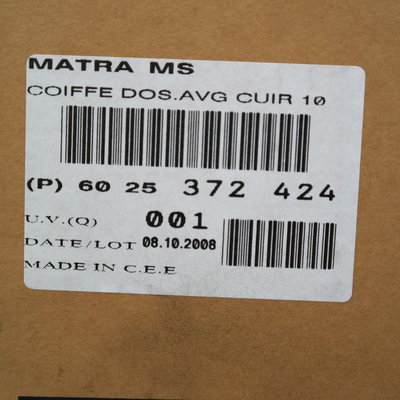 MATRA MS
COIFFE DOS.AVG CUIR 10
(P) 60 25 372 424
U.V.(Q) 001
DATE/LOT 08.10.2008
MADE IN C.E.E